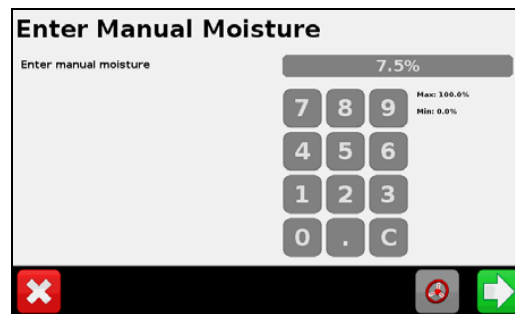 Enter Manual Moisture
Enter manual moisture
7.5%
Max: 100.0%
Min: 0.0%
7 8 9
4 5 6
1 2 3
0 . C